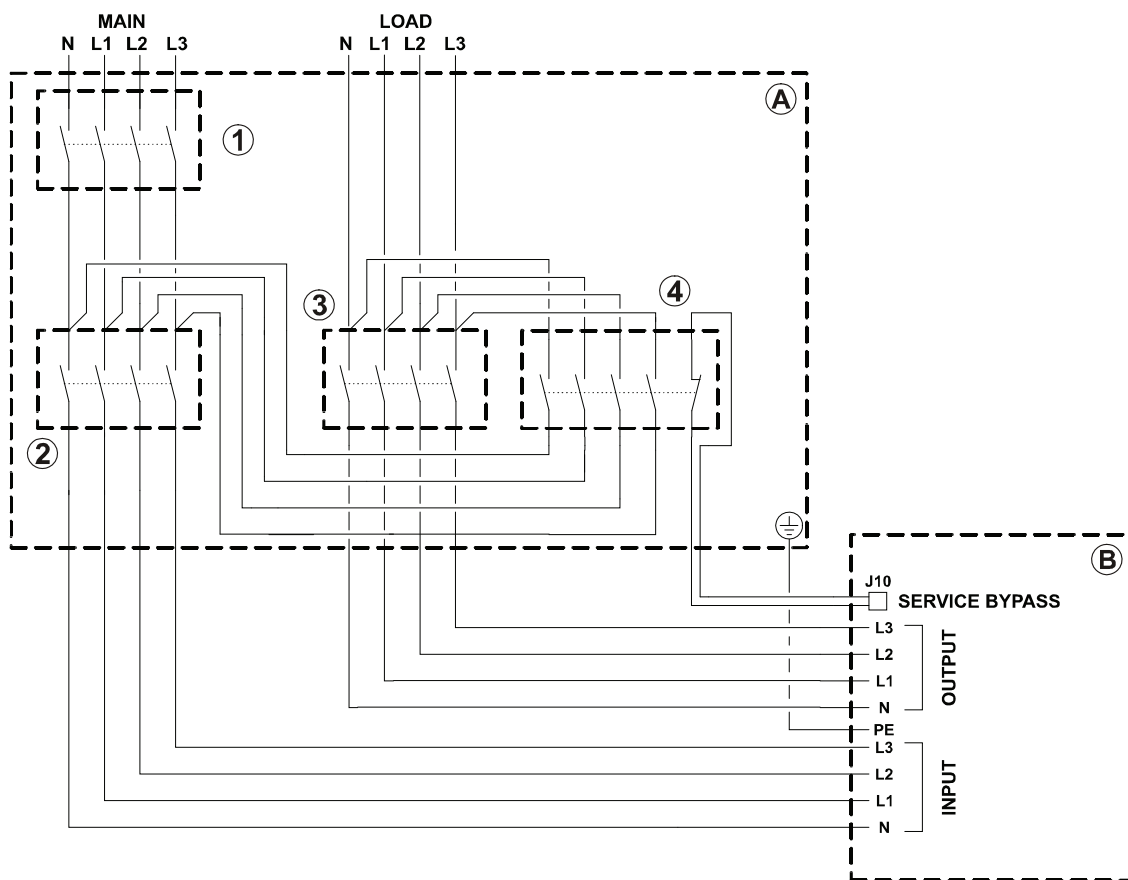 MAIN
LOAD
N L1 L2 L3
N L1 L2 L3
A
1
3
4
2
B
J10
SERVICE BYPASS
L3
L2
L1
N
OUTPUT
PE
L3
L2
L1
N
INPUT